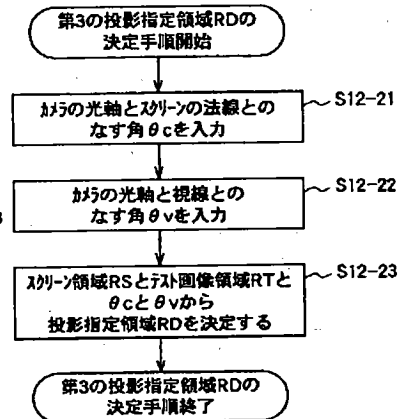 第3の投影指定領域RDの
決定手順開始
カメラの光軸とスクリーンの法線との
なす角θcを入力
S12-21
カメラの光軸と視線との
なす角θvを入力
S12-22
スクリーン領域RSとテスト画像領域RTと
θcとθvから
投影指定領域RDを決定する
S12-23
第3の投影指定領域RDの
決定手順終了